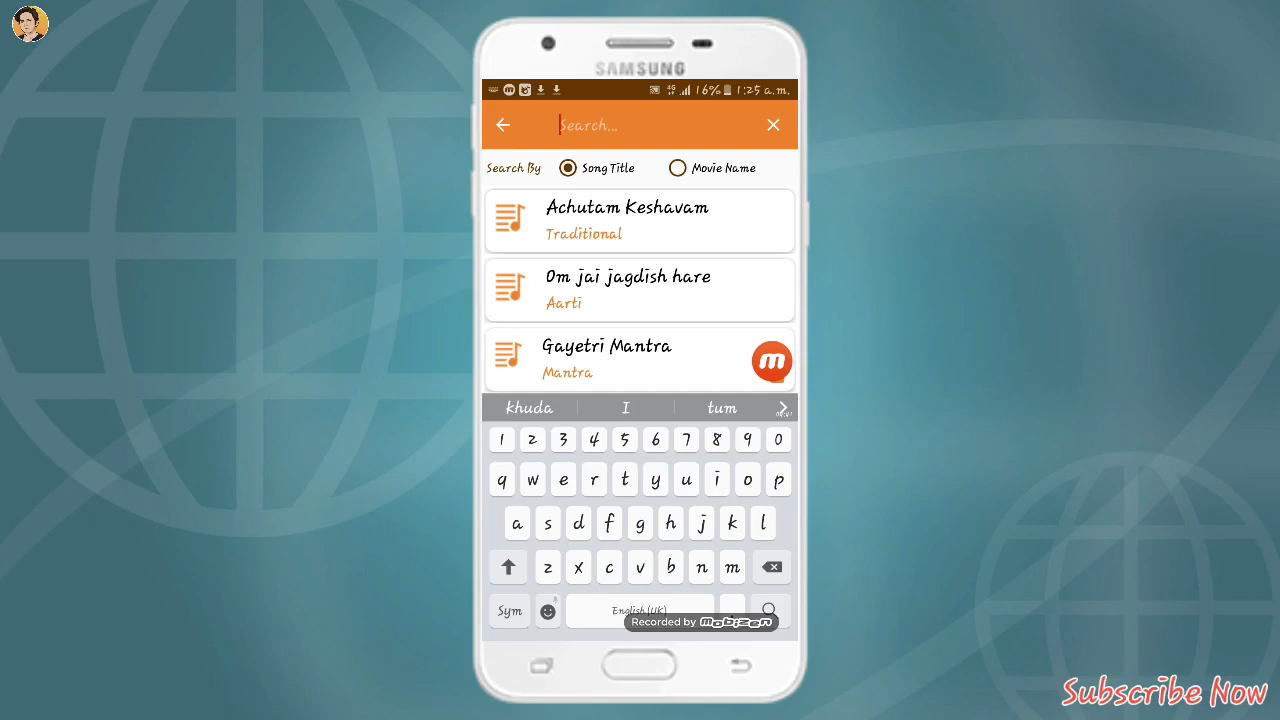 SAMSUNG
4G 16% 1:25 a.m.
Search...
Search By Song Title Movie Name
Achutam Keshavam
Traditional
Om jai jagdish hare
Aarti
Gayetri Mantra
Mantra
m
khuda I tum
1 2 3 4 5 6 7 8 9 0
q w e r t y u i o p
a s d f g h j k l
z x c v b n m
Sym English(UK)
Recorded by mobizen
Subscribe Now